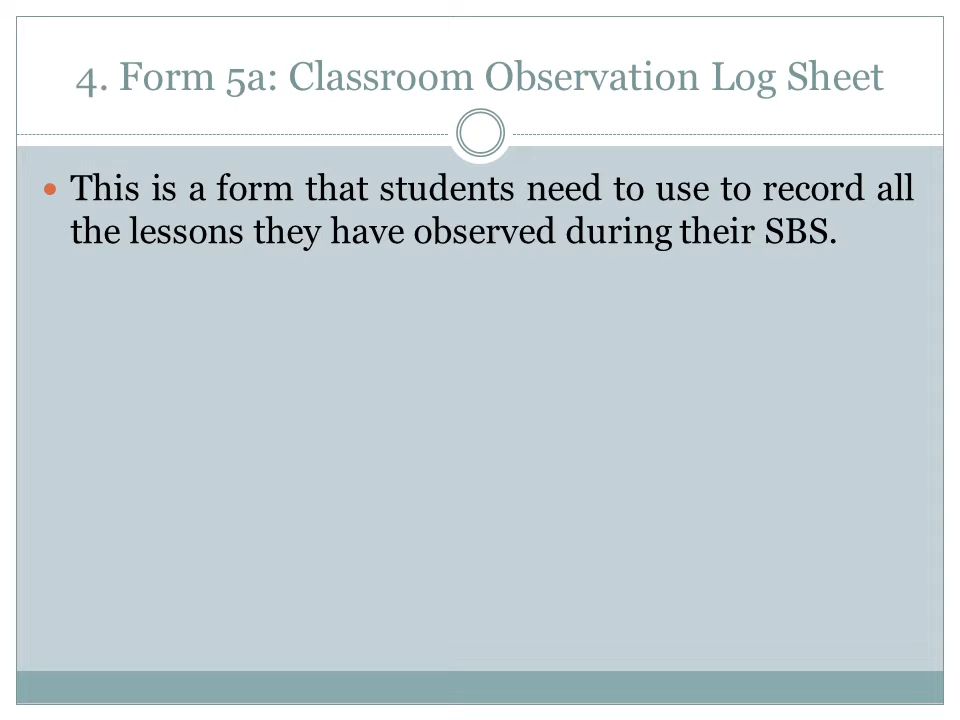 4. Form 5a: Classroom Observation Log Sheet
• This is a form that students need to use to record all
the lessons they have observed during their SBS.